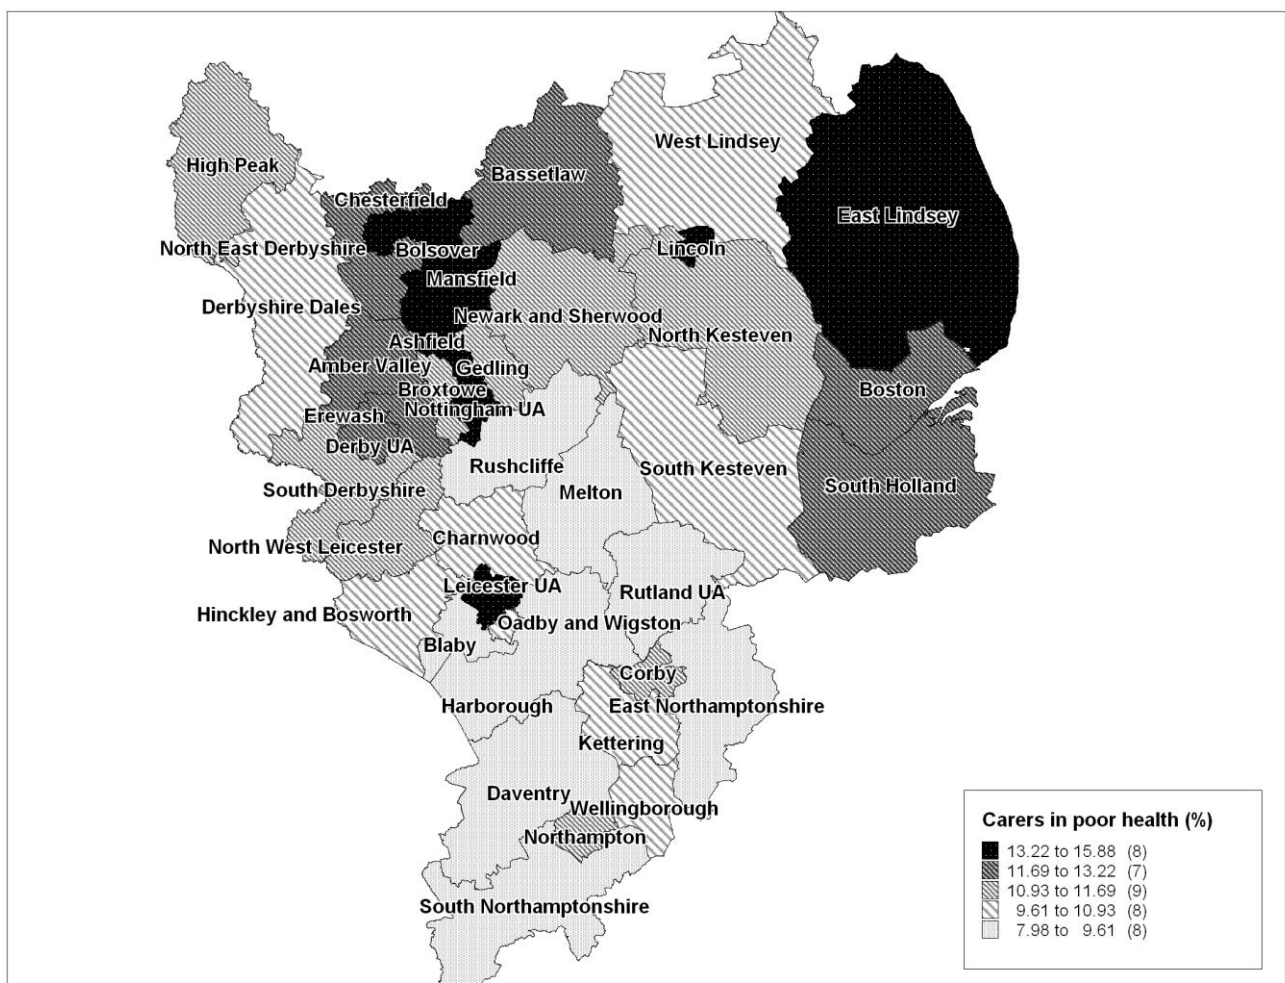 West Lindsey
High Peak
Bassetlaw
Chesterfield
East Lindsey
North East Derbyshire
Bolsover
Lincoln
Mansfield
Derbyshire Dales
Newark and Sherwood
North Kesteven
Ashfield
Amber Valley
Gedling
Broxtowe
Boston
Nottingham UA
Erewash
Derby UA
Rushcliffe
South Kesteven
South Holland
South Derbyshire
Melton
Charnwood
North West Leicester
Leicester UA
Rutland UA
Hinckley and Bosworth
Oadby and Wigston
Blaby
Corby
Harborough
East Northamptonshire
Kettering
Daventry
Wellingborough
Northampton
South Northamptonshire
Carers in poor health (%)
13.22 to 15.88 (8)
11.69 to 13.22 (7)
10.93 to 11.69 (9)
9.61 to 10.93 (8)
7.98 to 9.61 (8)